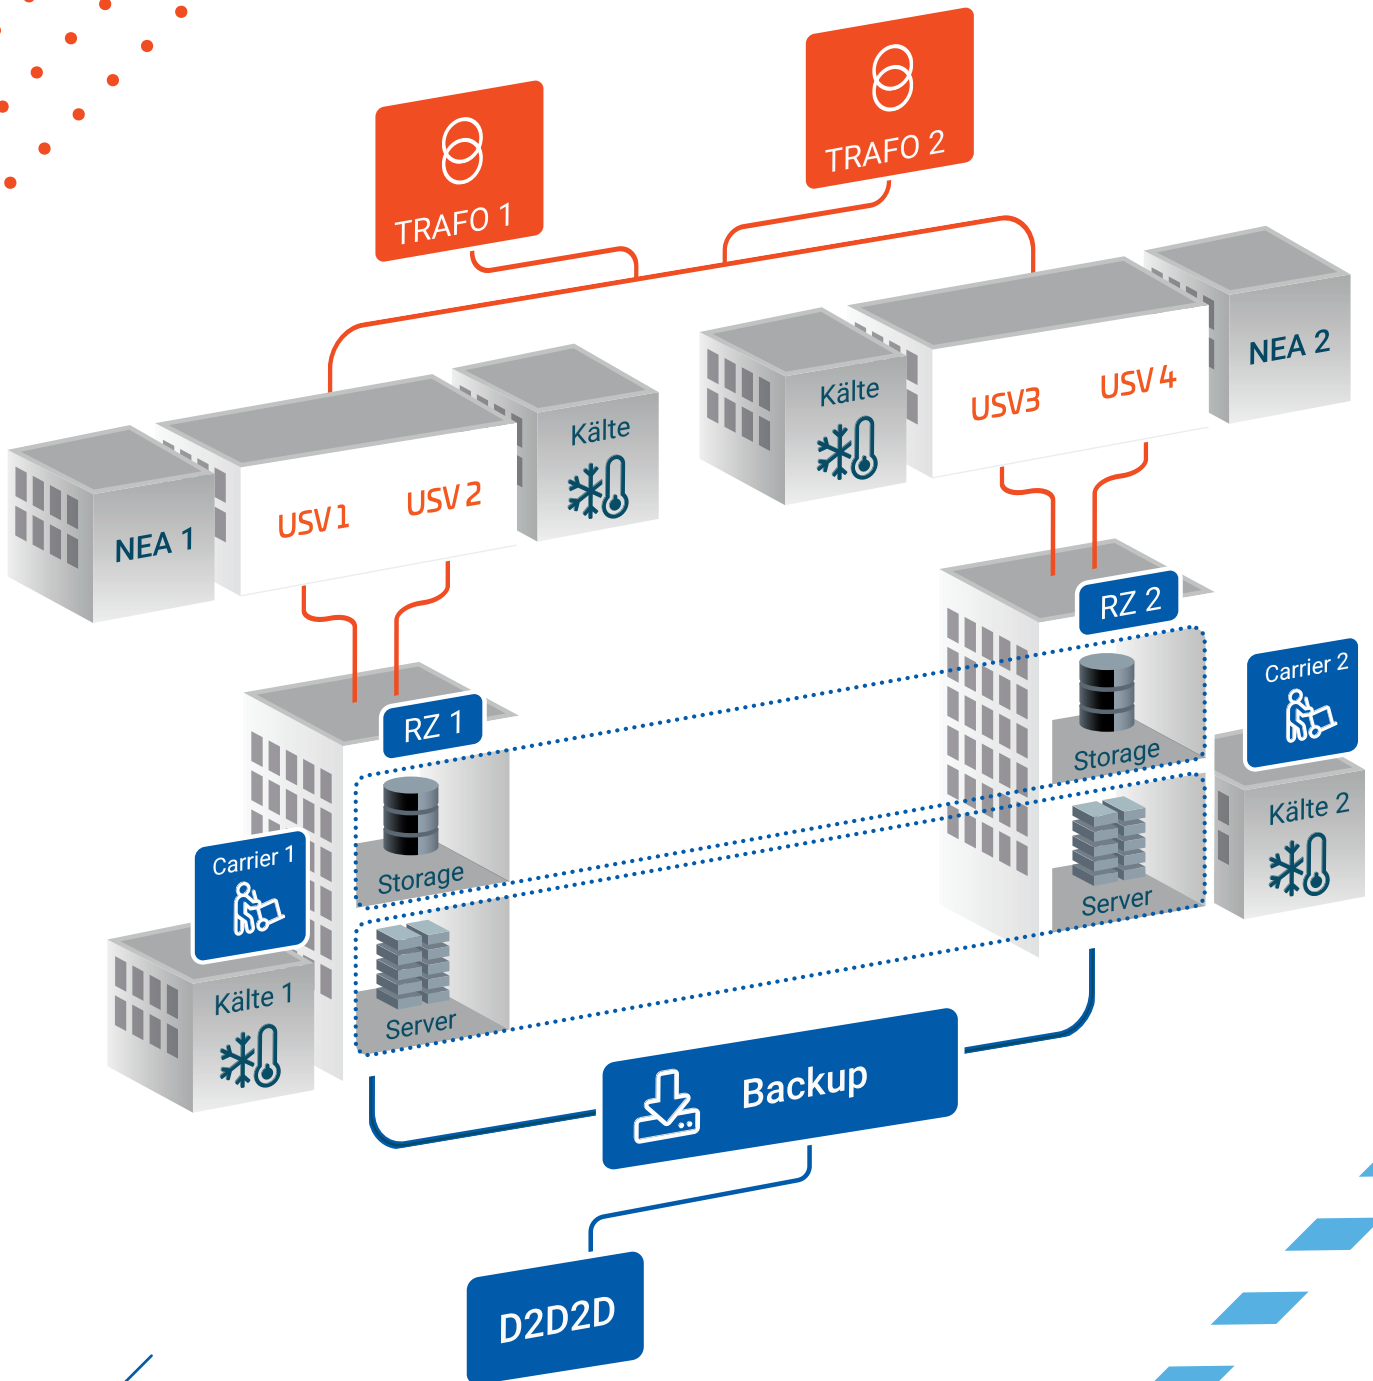 TRAFO 1
TRAFO 2
NEA 1
USV 1
USV 2
Kälte
Kälte
USV3
USV 4
NEA 2
RZ 1
Storage
Server
Carrier 1
Kälte 1
RZ 2
Storage
Server
Carrier 2
Kälte 2
Backup
D2D2D